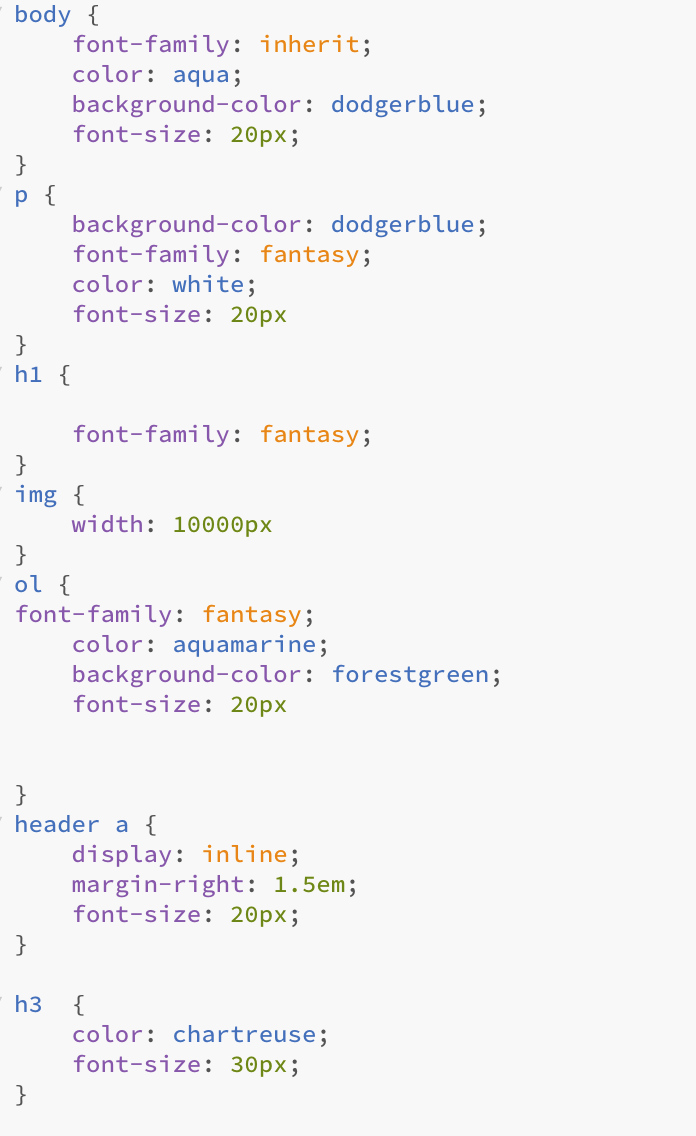 body {
    font-family: inherit;
    color: aqua;
    background-color: dodgerblue;
    font-size: 20px;
}
p {
    background-color: dodgerblue;
    font-family: fantasy;
    color: white;
    font-size: 20px
}
h1 {

    font-family: fantasy;
}
img {
    width: 10000px
}
ol {
font-family: fantasy;
    color: aquamarine;
    background-color: forestgreen;
    font-size: 20px


}
header a {
    display: inline;
    margin-right: 1.5em;
    font-size: 20px;
}

h3  {
    color: chartreuse;
    font-size: 30px;
}